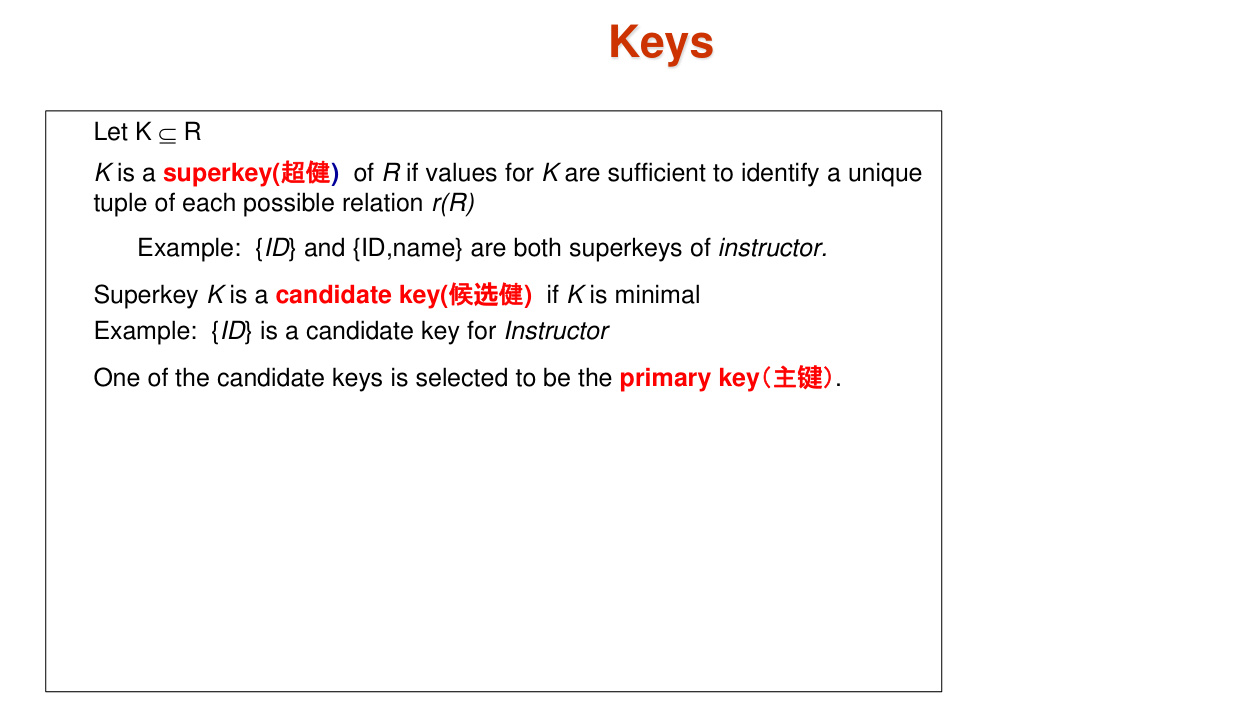 Keys
Let K ⊆ R
K is a superkey(超健) of R if values for K are sufficient to identify a unique
tuple of each possible relation r(R)
Example: {ID} and {ID,name} are both superkeys of instructor.
Superkey K is a candidate key(候选健) if K is minimal
Example: {ID} is a candidate key for Instructor
One of the candidate keys is selected to be the primary key（主键）.